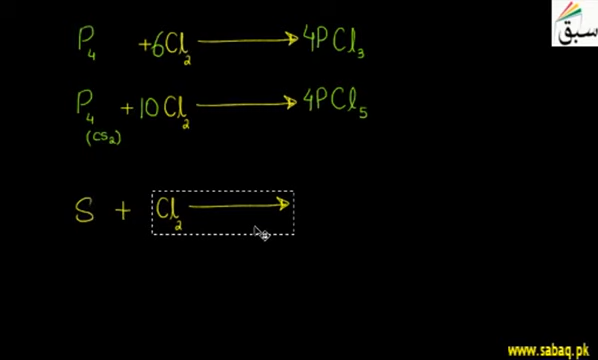 سبق
P₄ + 6Cl₂ ⟶ 4PCl₃
P₄ + 10Cl₂ ⟶ 4PCl₅
(CS₂)
S + Cl₂ ⟶
www.sabaq.pk